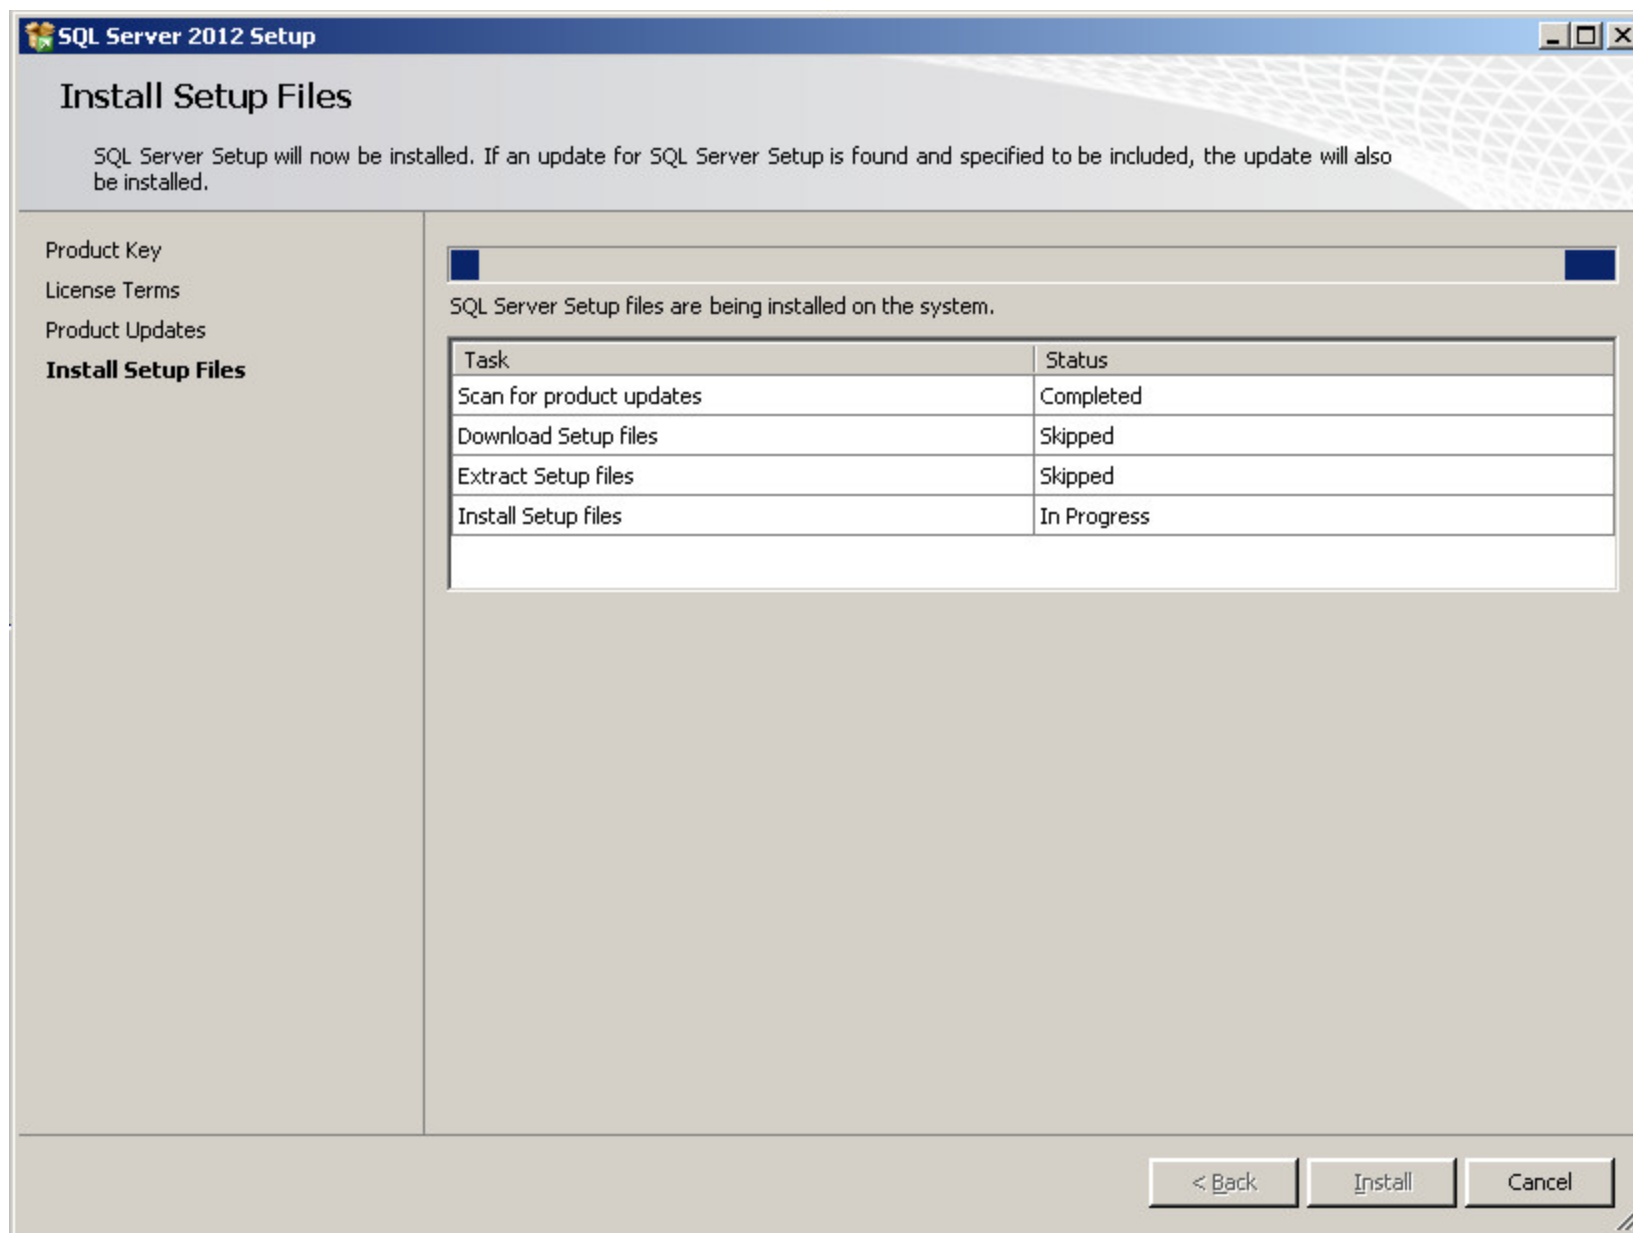 SQL Server 2012 Setup
Install Setup Files
SQL Server Setup will now be installed. If an update for SQL Server Setup is found and specified to be included, the update will also
be installed.
Product Key
License Terms
Product Updates
Install Setup Files
SQL Server Setup files are being installed on the system.
Task Status
Scan for product updates Completed
Download Setup files Skipped
Extract Setup files Skipped
Install Setup files In Progress
< Back Install Cancel